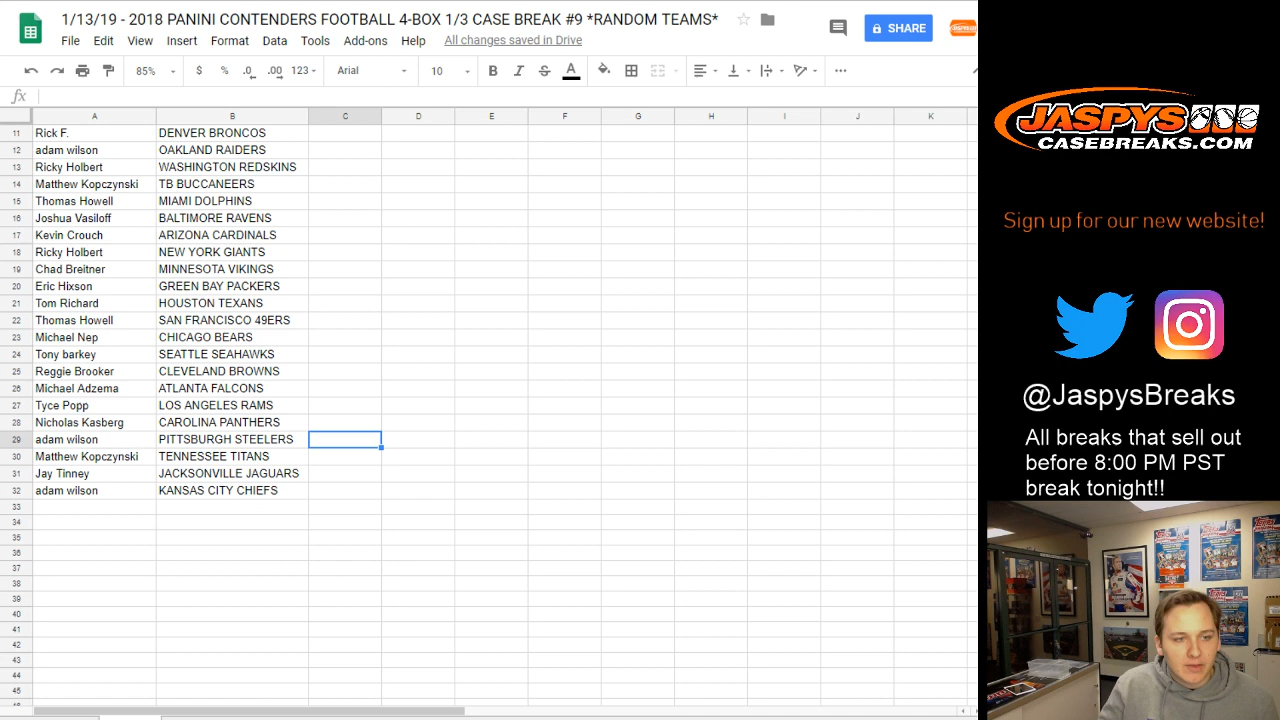 1/13/19 - 2018 PANINI CONTENDERS FOOTBALL 4-BOX 1/3 CASE BREAK #9 *RANDOM TEAMS*
File Edit View Insert Format Data Tools Add-ons Help All changes saved in Drive
SHARE
85% $ % .0 .00 123 Arial 10 B I S A
fx
A B C D E F G H I J K
11 Rick F. DENVER BRONCOS
12 adam wilson OAKLAND RAIDERS
13 Ricky Holbert WASHINGTON REDSKINS
14 Matthew Kopczynski TB BUCCANEERS
15 Thomas Howell MIAMI DOLPHINS
16 Joshua Vasiloff BALTIMORE RAVENS
17 Kevin Crouch ARIZONA CARDINALS
18 Ricky Holbert NEW YORK GIANTS
19 Chad Breitner MINNESOTA VIKINGS
20 Eric Hixson GREEN BAY PACKERS
21 Tom Richard HOUSTON TEXANS
22 Thomas Howell SAN FRANCISCO 49ERS
23 Michael Nep CHICAGO BEARS
24 Tony barkey SEATTLE SEAHAWKS
25 Reggie Brooker CLEVELAND BROWNS
26 Michael Adzema ATLANTA FALCONS
27 Tyce Popp LOS ANGELES RAMS
28 Nicholas Kasberg CAROLINA PANTHERS
29 adam wilson PITTSBURGH STEELERS
30 Matthew Kopczynski TENNESSEE TITANS
31 Jay Tinney JACKSONVILLE JAGUARS
32 adam wilson KANSAS CITY CHIEFS
33
34
35
36
37
38
39
40
41
42
43
44
45
JASPYS
CASEBREAKS.COM
Sign up for our new website!
@JaspysBreaks
All breaks that sell out
before 8:00 PM PST
break tonight!!